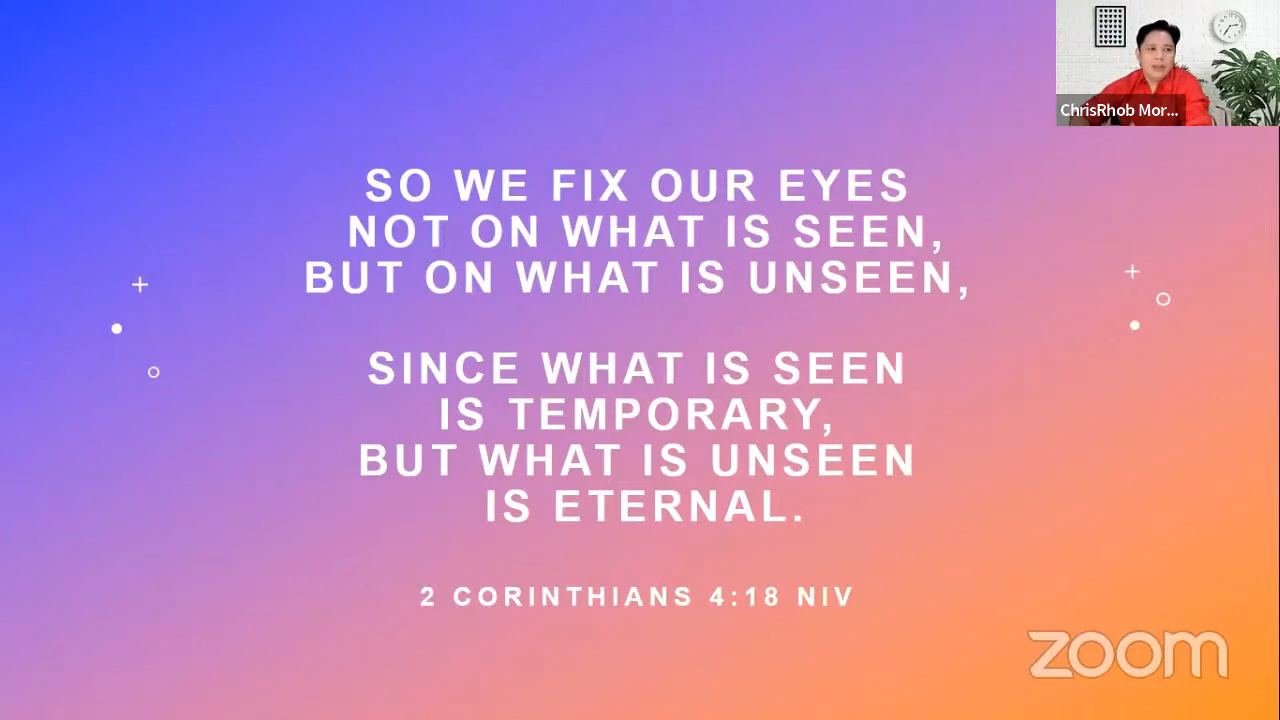 ChrisRhob Mor...
SO WE FIX OUR EYES
NOT ON WHAT IS SEEN,
BUT ON WHAT IS UNSEEN,
SINCE WHAT IS SEEN
IS TEMPORARY,
BUT WHAT IS UNSEEN
IS ETERNAL.
2 CORINTHIANS 4:18 NIV
zoom